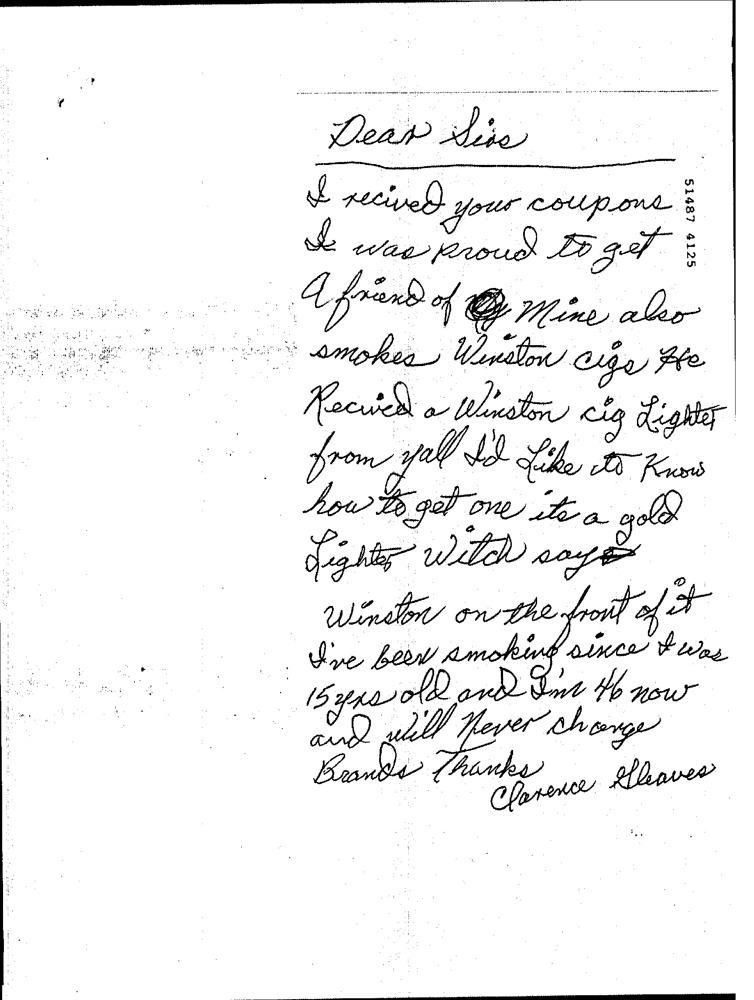 Dear Sirs
I recived your coupons
I was proud to get
A friend of Mine also
smokes Winston cigs He
Recived a Winston cig Lighter
from yall I'd Like to Know
how to get one its a gold
Lighter Witch says
Winston on the front of it
I've been smoking since I was
15 yrs old and I'm 46 now
and will Never change
Brands Thanks
Clarence Gleaves
51487 4125